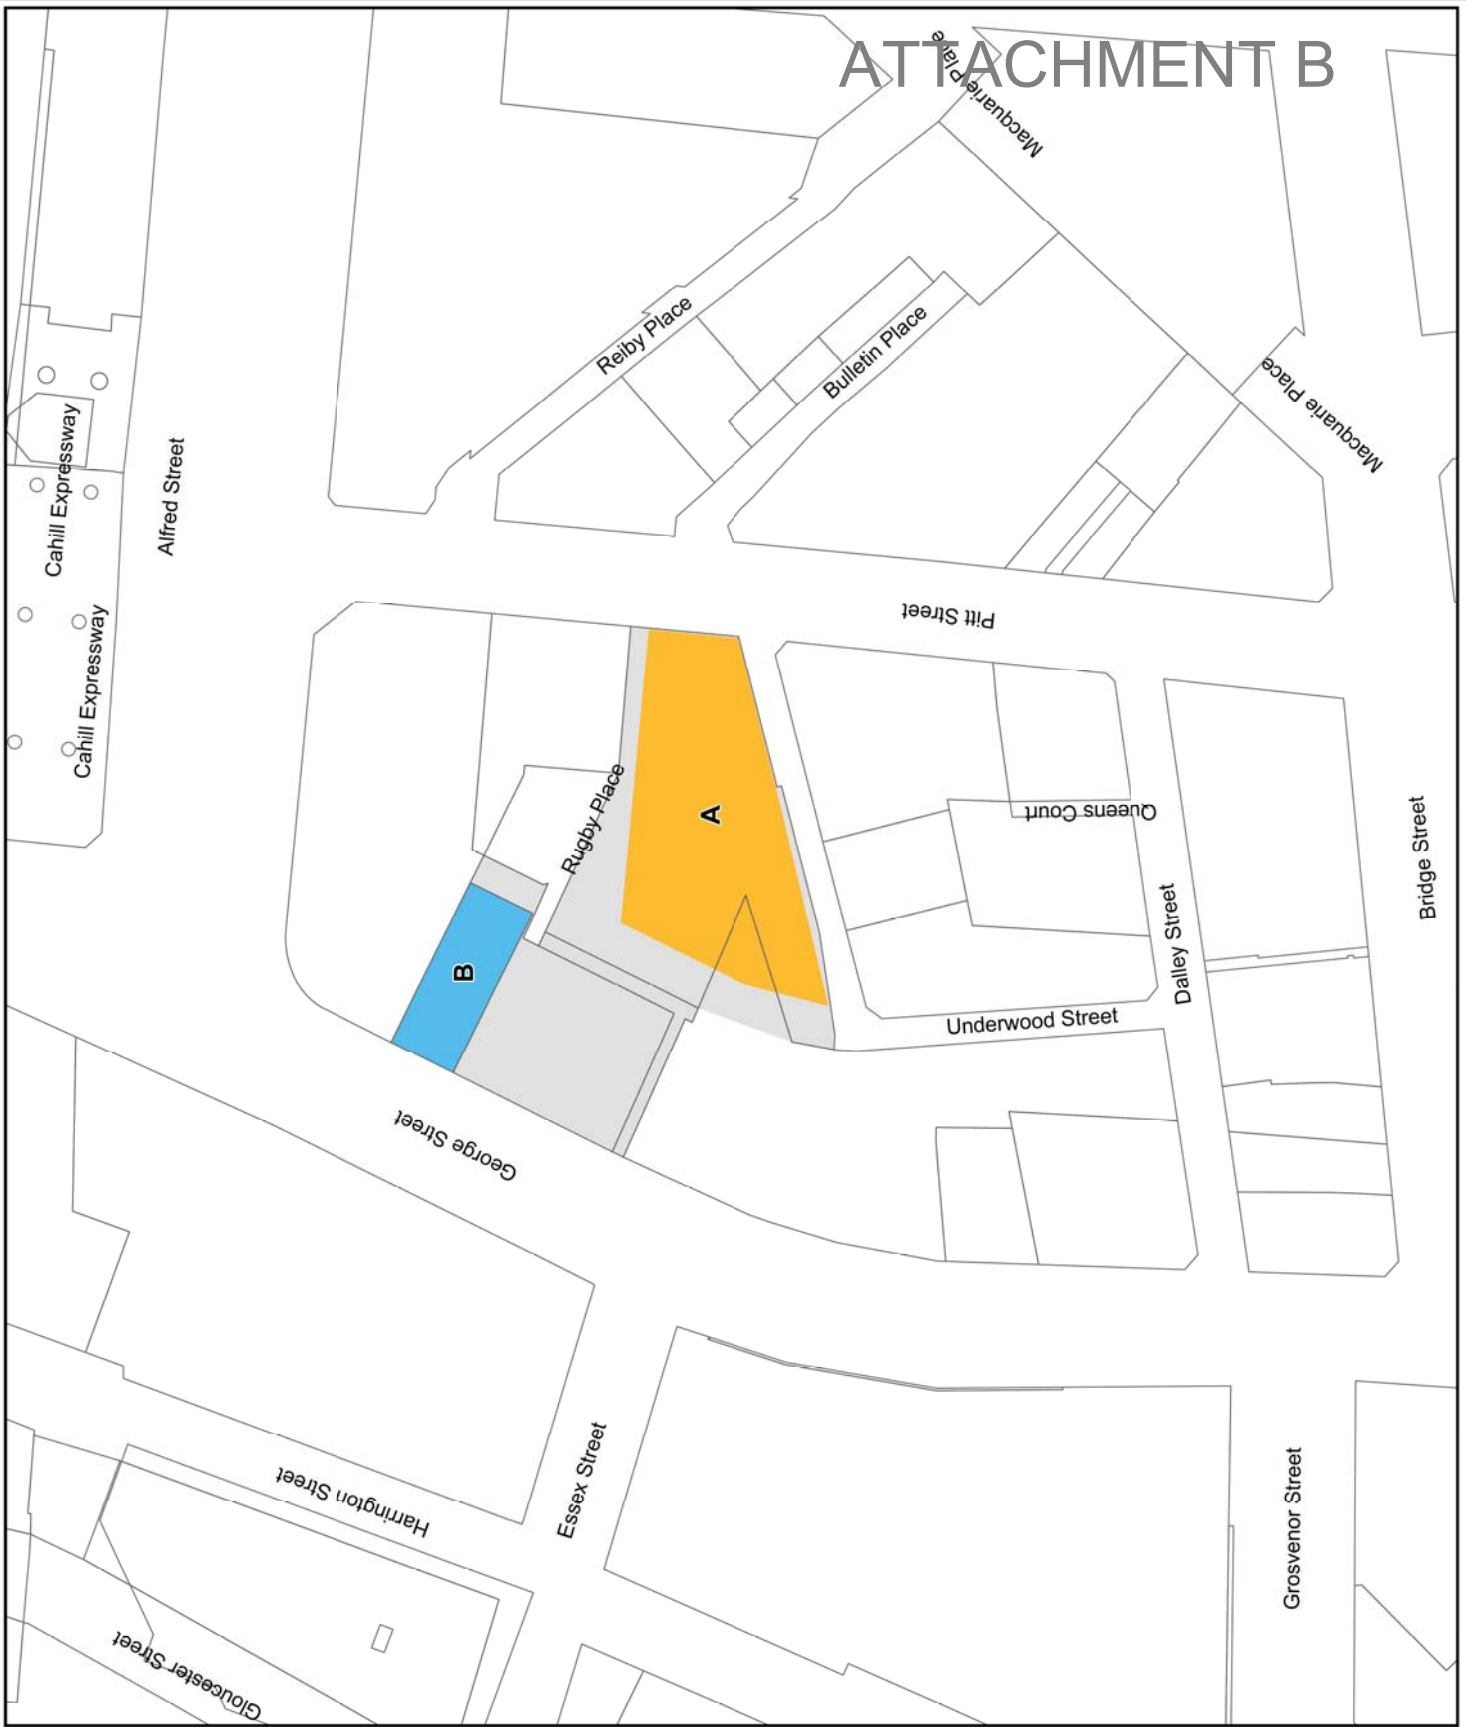 ATTACHMENT B
Macquarie Place
Reiby Place
Bulletin Place
Macquarie Place
Cahill Expressway
Alfred Street
Pitt Street
Cahill Expressway
Rugby Place
A
Queens Court
Bridge Street
B
Dalley Street
Underwood Street
George Street
Essex Street
Harrington Street
Grosvenor Street
Gloucester Street